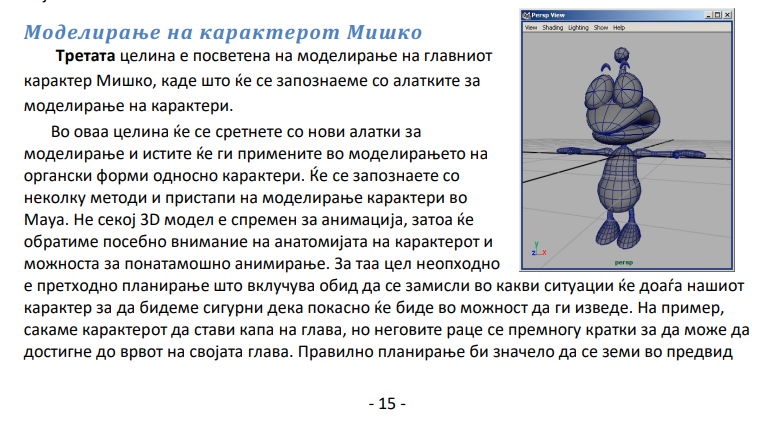 Моделирање на карактерот Мишко
Третата целина е посветена на моделирање на главниот
карактер Мишко, каде што ќе се запознаеме со алатките за
моделирање на карактери.
Во оваа целина ќе се сретнете со нови алатки за
моделирање и истите ќе ги примените во моделирањето на
органски форми односно карактери. Ќе се запознаете со
неколку методи и пристапи на моделирање карактери во
Maya. Не секој 3D модел е спремен за анимација, затоа ќе
обратиме посебно внимание на анатомијата на карактерот и
можноста за понатамошно анимирање. За таа цел неопходно
е претходно планирање што вклучува обид да се замисли во какви ситуации ќе доаѓа нашиот
карактер за да бидеме сигурни дека покасно ќе биде во можност да ги изведе. На пример,
сакаме карактерот да стави капа на глава, но неговите раце се премногу кратки за да може да
достигне до врвот на својата глава. Правилно планирање би значело да се земи во предвид
Persp View
View Shading Lighting Show Help
y
z x
persp
- 15 -